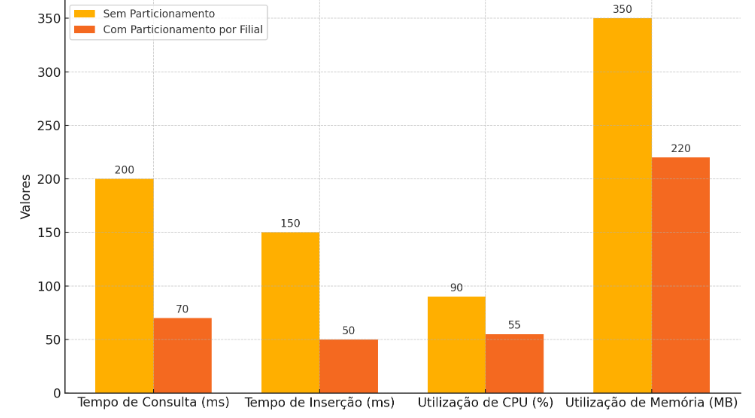 Sem Particionamento
Com Particionamento por Filial
Valores
350
300
250
200
150
100
50
0
200
70
150
50
90
55
350
220
Tempo de Consulta (ms)
Tempo de Inserção (ms)
Utilização de CPU (%)
Utilização de Memória (MB)